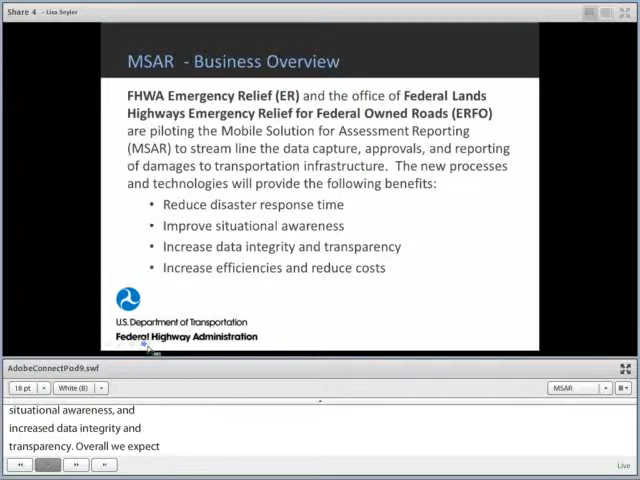 Share 4 - Lisa Seyler
MSAR - Business Overview
FHWA Emergency Relief (ER) and the office of Federal Lands
Highways Emergency Relief for Federal Owned Roads (ERFO)
are piloting the Mobile Solution for Assessment Reporting
(MSAR) to stream line the data capture, approvals, and reporting
of damages to transportation infrastructure. The new processes
and technologies will provide the following benefits:
• Reduce disaster response time
• Improve situational awareness
• Increase data integrity and transparency
• Increase efficiencies and reduce costs
U.S. Department of Transportation
Federal Highway Administration
AdobeConnectPod9.swf
18 pt White (B) MSAR
situational awareness, and
increased data integrity and
transparency. Overall we expect
Live